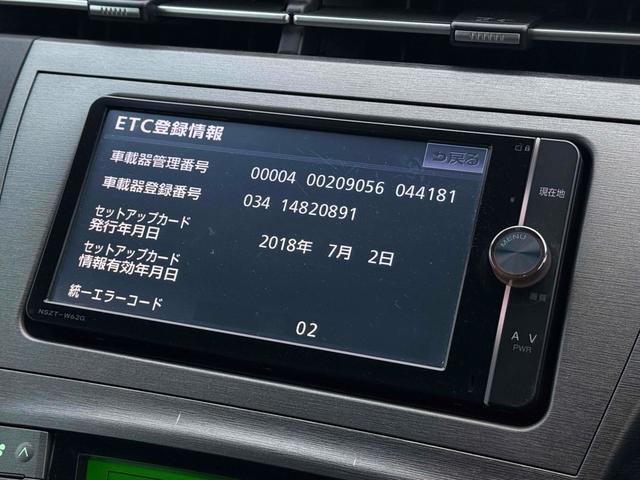 ETC登録情報
戻る
車載器管理番号 00004 00209056 044181
車載器登録番号 034 14820891
セットアップカード
発行年月日 2018年 7月 2日
セットアップカード
情報有効年月日
統一エラーコード 02
現在地
MENU
画質
AV
PWR
NSZT-W62G